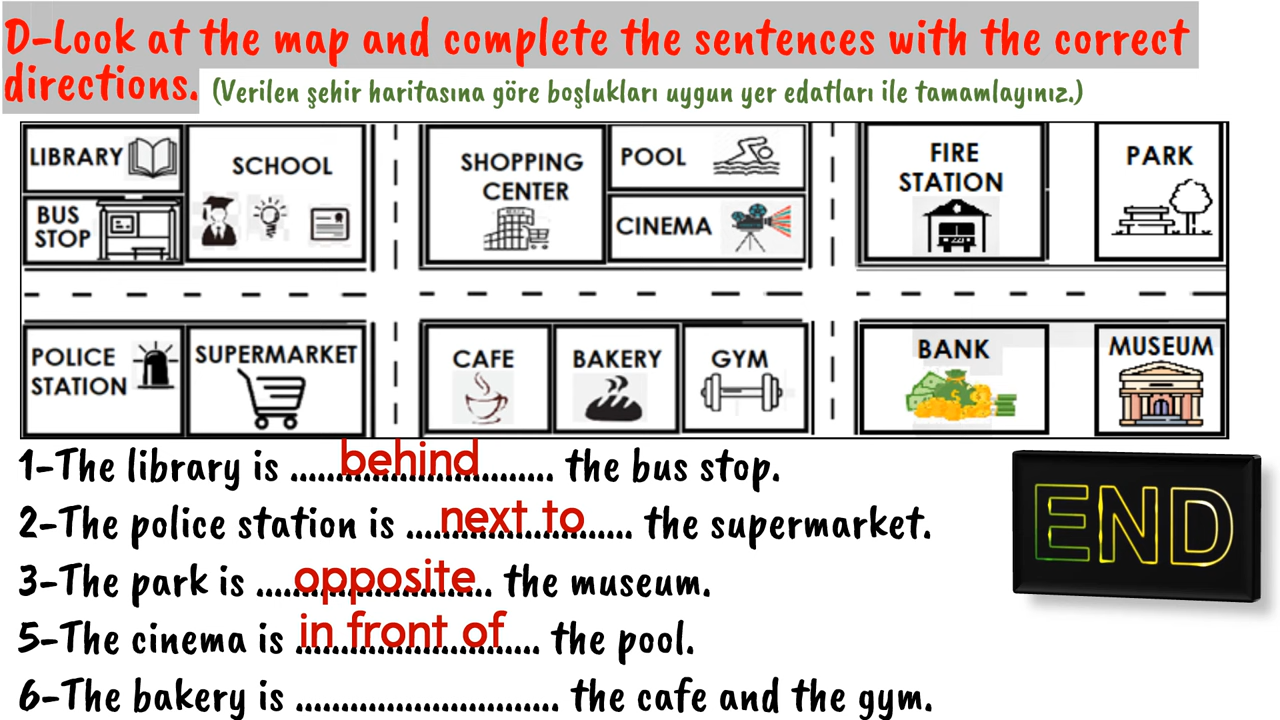 D-Look at the map and complete the sentences with the correct
directions. (Verilen şehir haritasına göre boşlukları uygun yer edatları ile tamamlayınız.)
LIBRARY
SCHOOL
BUS
STOP
SHOPPING
CENTER
POOL
CINEMA
FIRE
STATION
PARK
POLICE
STATION
SUPERMARKET
CAFE
BAKERY
GYM
BANK
MUSEUM
1-The library is ......behind.......... the bus stop.
2-The police station is ....next to...... the supermarket.
3-The park is .....opposite.. the museum.
5-The cinema is .in front of.... the pool.
6-The bakery is ............................. the cafe and the gym.
END